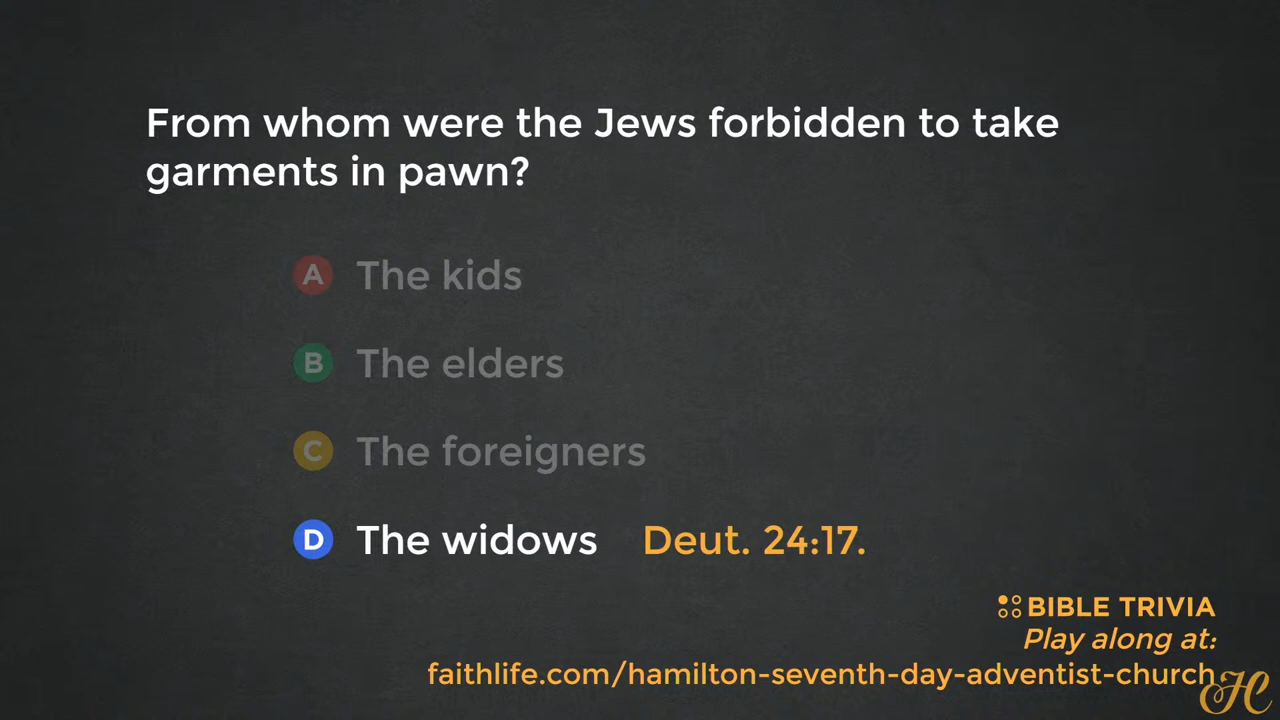 From whom were the Jews forbidden to take
garments in pawn?
A The kids
B The elders
C The foreigners
D The widows Deut. 24:17.
BIBLE TRIVIA
Play along at:
faithlife.com/hamilton-seventh-day-adventist-church
HC